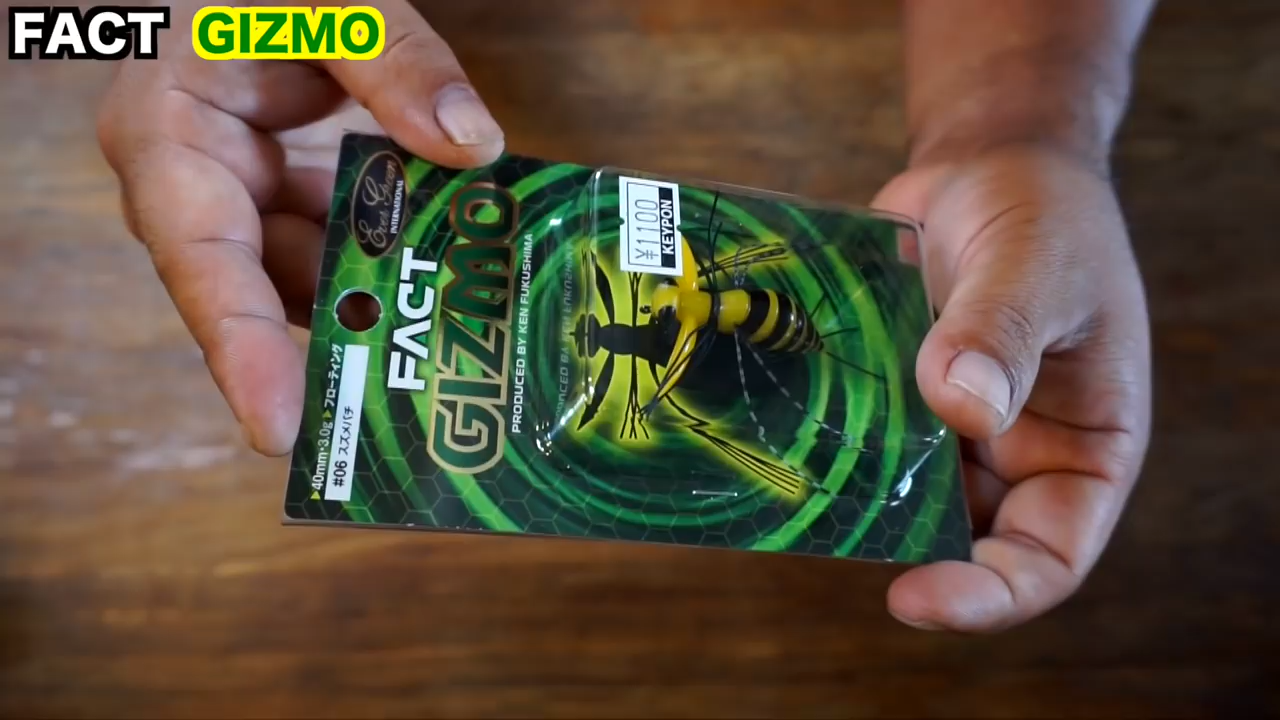 FACT GIZMO
Ever Green
INTERNATIONAL
FACT
GIZMO
PRODUCED BY KEN FUKUSHIMA
▶40mm・3.0g▶フローティング
#06 スズメバチ
¥1100
KEYPON